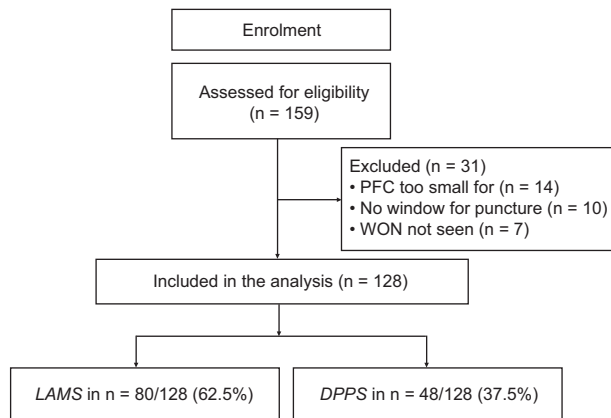 Enrolment
Assessed for eligibility
(n = 159)
Excluded (n = 31)
• PFC too small for (n = 14)
• No window for puncture (n = 10)
• WON not seen (n = 7)
Included in the analysis (n = 128)
LAMS in n = 80/128 (62.5%)
DPPS in n = 48/128 (37.5%)